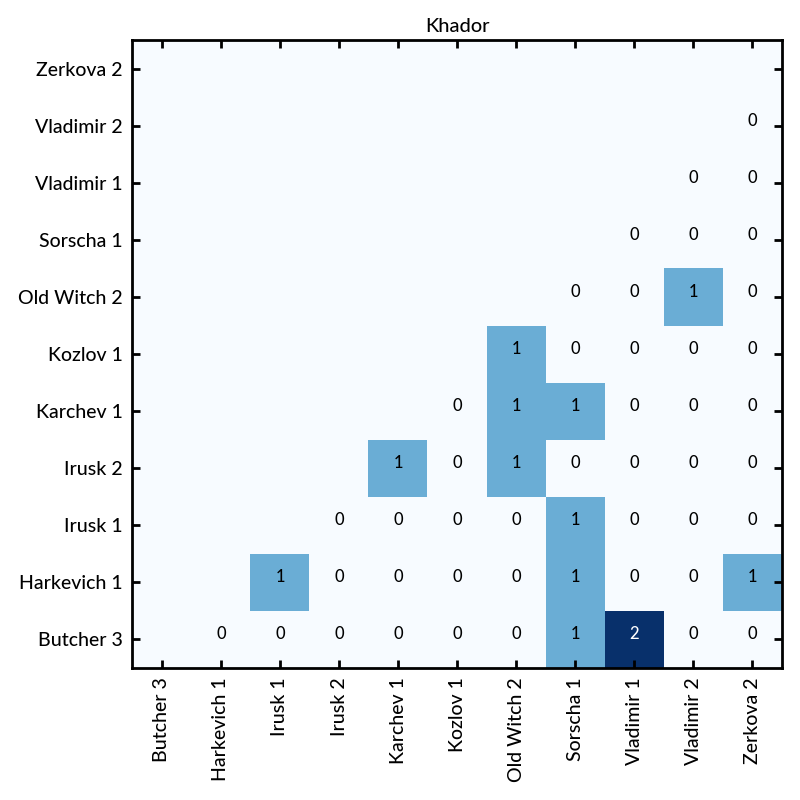 Khador
Zerkova 2
Vladimir 2 0
Vladimir 1 0 0
Sorscha 1 0 0 0
Old Witch 2 0 0 1 0
Kozlov 1 1 0 0 0 0
Karchev 1 0 1 1 0 0 0
Irusk 2 1 0 1 0 0 0 0
Irusk 1 0 0 0 0 1 0 0 0
Harkevich 1 1 0 0 0 0 1 0 0 1
Butcher 3 0 0 0 0 0 0 1 2 0 0
Butcher 3
Harkevich 1
Irusk 1
Irusk 2
Karchev 1
Kozlov 1
Old Witch 2
Sorscha 1
Vladimir 1
Vladimir 2
Zerkova 2